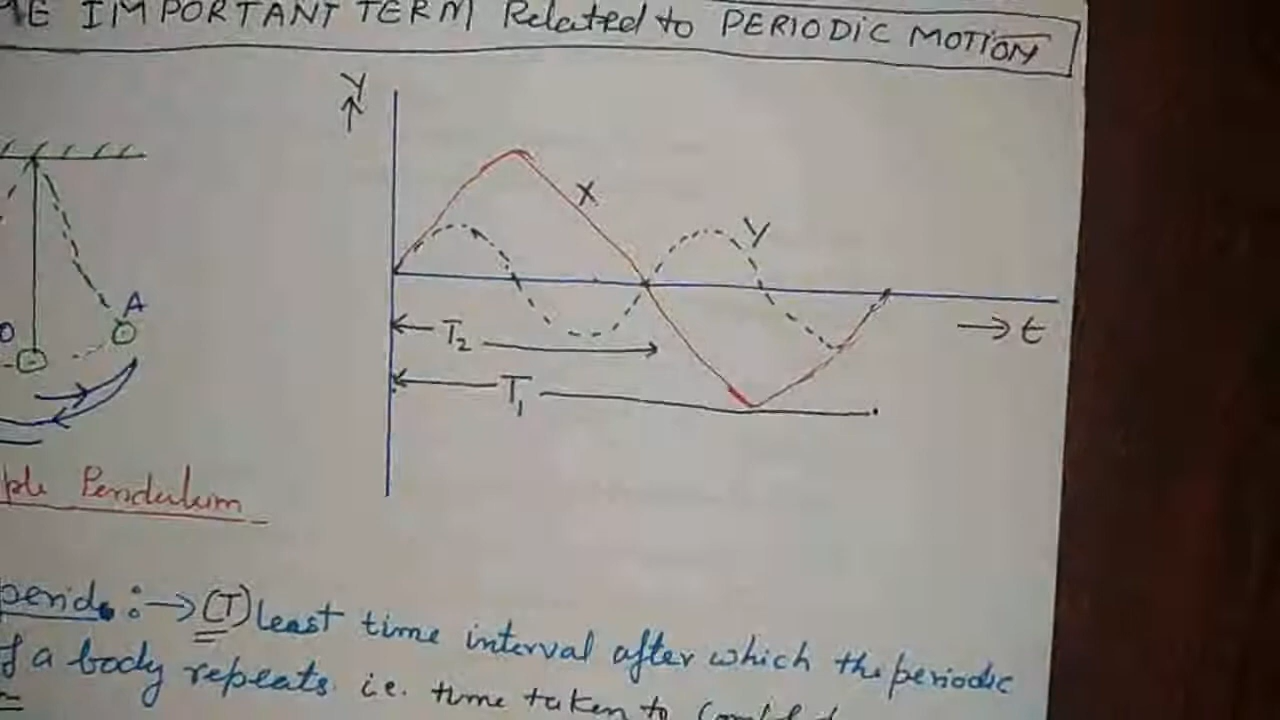 IMPORTANT TERM Related to PERIODIC MOTION
Y
X
Y
A
T2
t
T1
Pendulum
(T) least time interval after which the periodic
a body repeats. i.e. time taken to